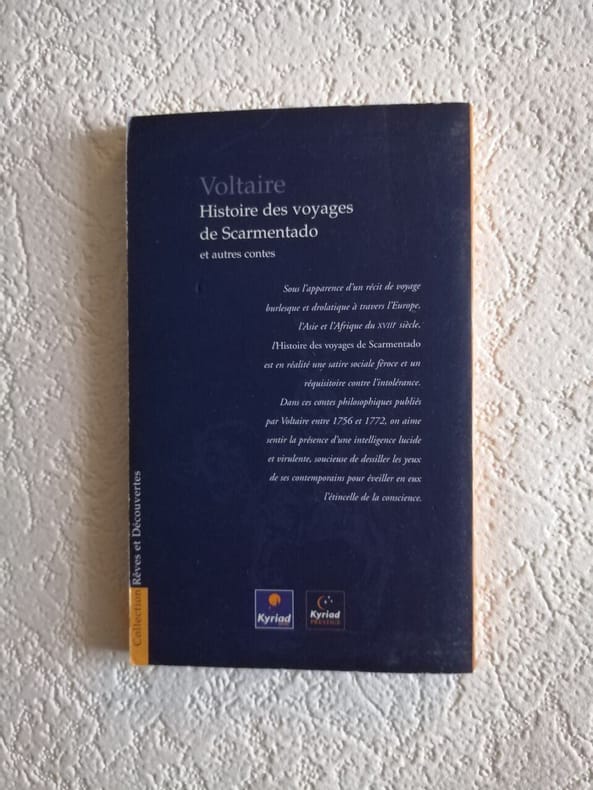 Voltaire
Histoire des voyages
de Scarmentado
et autres contes
Sous l'apparence d'un récit de voyage
burlesque et drolatique à travers l'Europe,
l'Asie et l'Afrique du XVIIIᵉ siècle,
l'Histoire des voyages de Scarmentado
est en réalité une satire sociale féroce et un
réquisitoire contre l'intolérance.
Dans ces contes philosophiques publiés
par Voltaire entre 1756 et 1772, on aime
sentir la présence d'une intelligence lucide
et virulente, soucieuse de dessiller les yeux
de ses contemporains pour éveiller en eux
l'étincelle de la conscience.
Collection Rêves et Découvertes
Kyriad
Kyriad
PRESTIGE